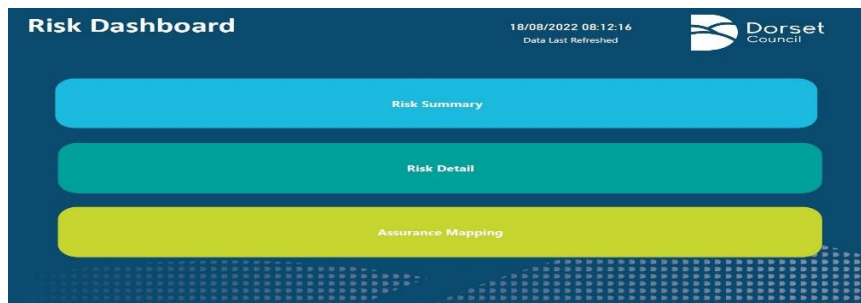 Risk Dashboard
18/08/2022 08:12:16
Data Last Refreshed
Dorset
Council
Risk Summary
Risk Detail
Assurance Mapping